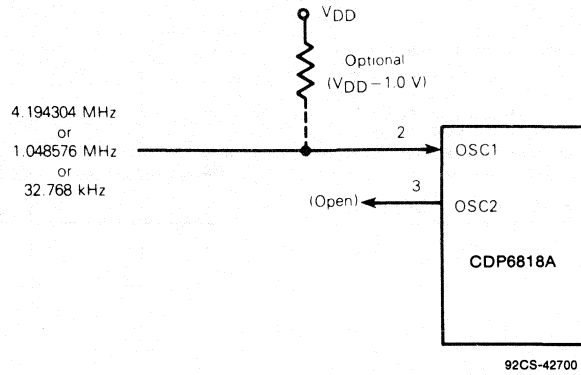 VDD
Optional
(VDD−1.0 V)
4.194304 MHz
or
1.048576 MHz
or
32.768 kHz
2
OSC1
3
(Open)
OSC2
CDP6818A
92CS-42700